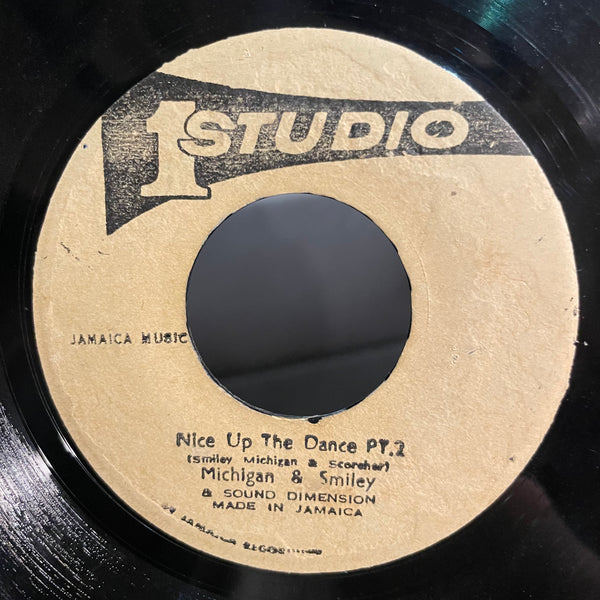 1 STUDIO
JAMAICA MUSIC
Nice Up The Dance PT.2
(Smiley Michigan & Scorcher)
Michigan & Smiley
& SOUND DIMENSION
MADE IN JAMAICA
JAMAICA